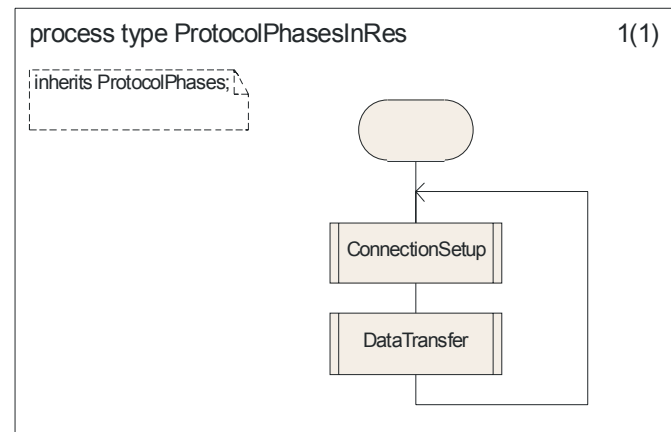 process type ProtocolPhasesInRes 1(1)
inherits ProtocolPhases;
ConnectionSetup
DataTransfer